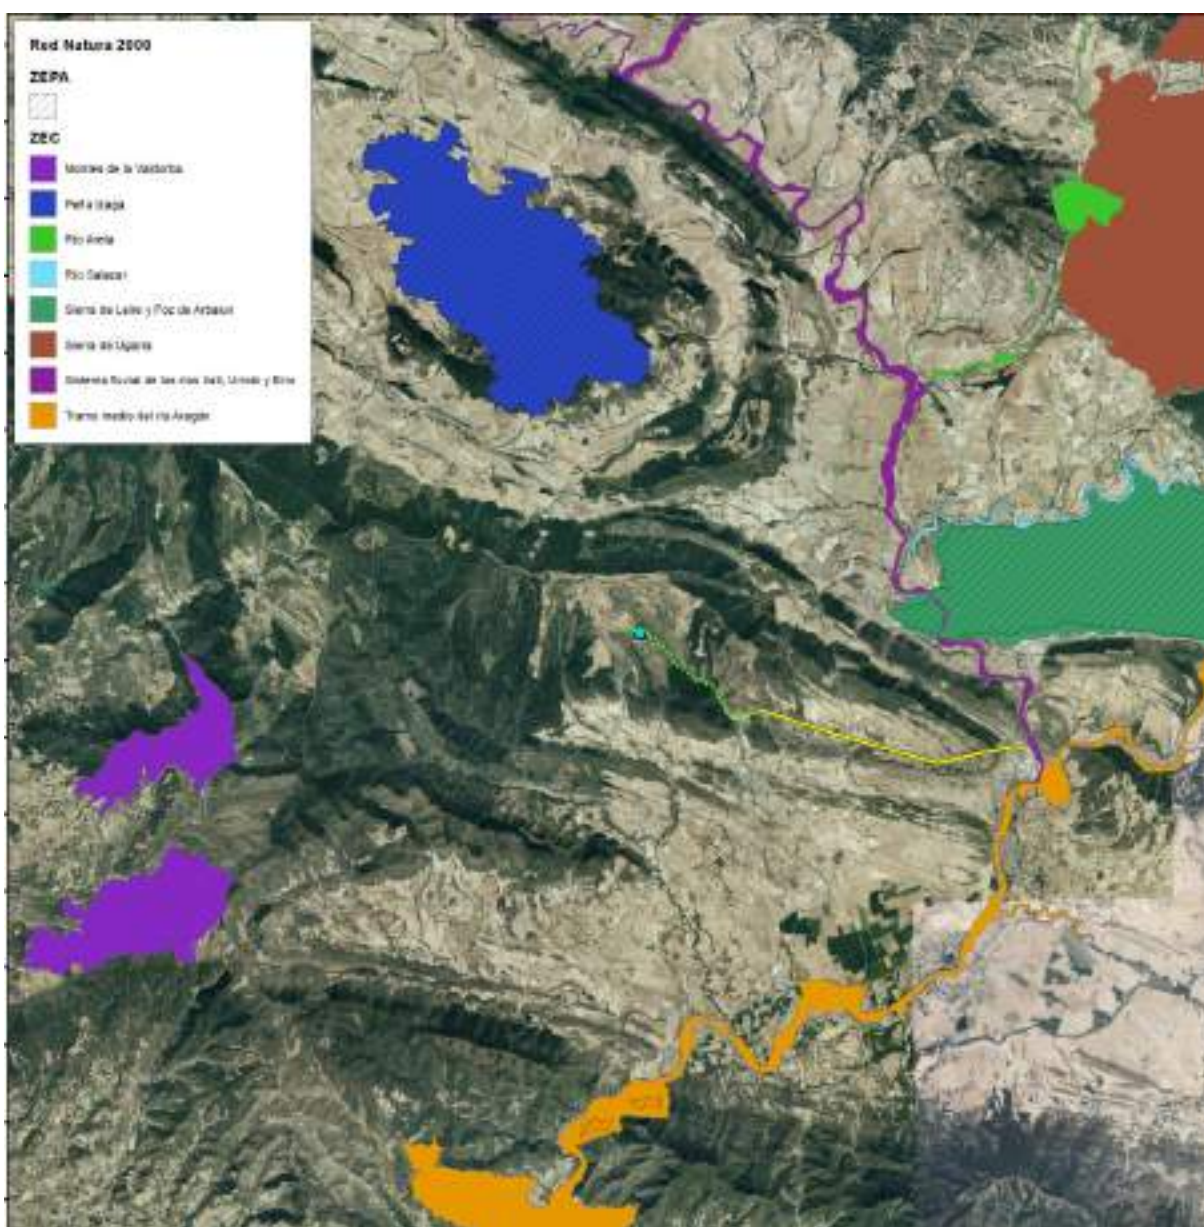 Red Natura 2000
ZEPA
ZEC
Montes de la Valdorba
Peña Izaga
Río Areta
Río Salazar
Sierra de Leire y Foz de Arbaiun
Sierra de Ugarra
Sistema fluvial de los ríos Irati, Urrobi y Erro
Tramo medio del río Aragón